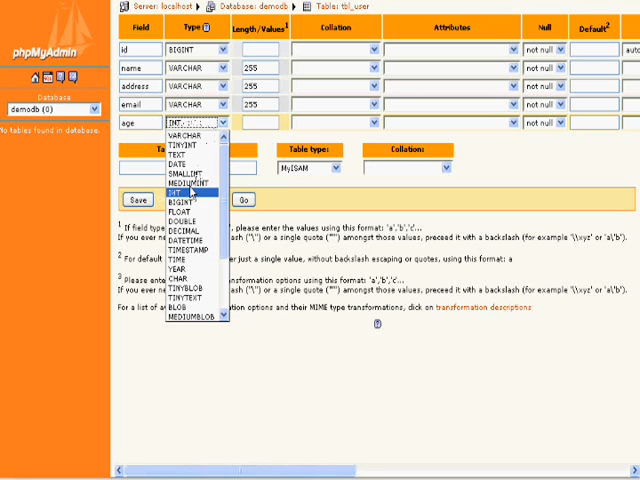 Server: localhost ▸ Database: demodb ▸ Table: tbl_user
phpMyAdmin
Database
demodb (0)
No tables found in database.
Field Type Length/Values1 Collation Attributes Null Default2
id BIGINT not null auto
name VARCHAR 255 not null
address VARCHAR 255 not null
email VARCHAR 255 not null
age INT not null
VARCHAR
TINYINT
TEXT
DATE
SMALLINT
MEDIUMINT
INT
BIGINT
FLOAT
DOUBLE
DECIMAL
DATETIME
TIMESTAMP
TIME
YEAR
CHAR
TINYBLOB
TINYTEXT
BLOB
MEDIUMBLOB
Table type: Collation:
MyISAM
Save Go
1 If field type , please enter the values using this format: 'a','b','c'...
If you ever ne ("\") or a single quote ("'") amongst those values, preceed it with a backslash (for example '\\xyz' or 'a\'b').
2 For default just a single value, without backslash escaping or quotes, using this format: a
3 Please ente options using this format: 'a','b','c'...
If you ever ne ("\") or a single quote ("'") amongst those values, preceed it with a backslash (for example '\\xyz' or 'a\'b').
For a list of av options and their MIME type transformations, click on transformation descriptions